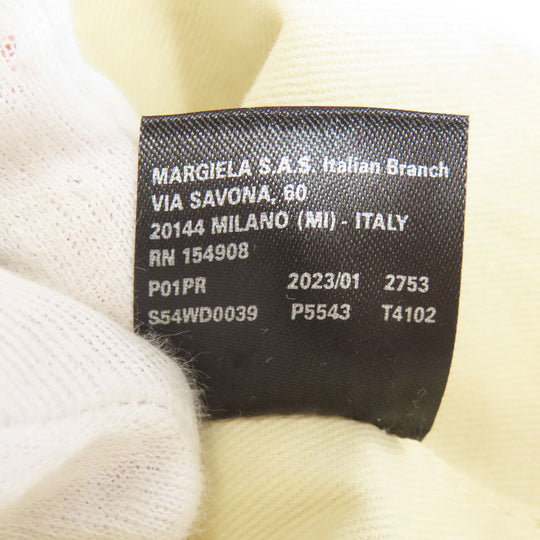 MARGIELA S.A.S. Italian Branch
VIA SAVONA, 60
20144 MILANO (MI) - ITALY
RN 154908
P01PR 2023/01 2753
S54WD0039 P5543 T4102